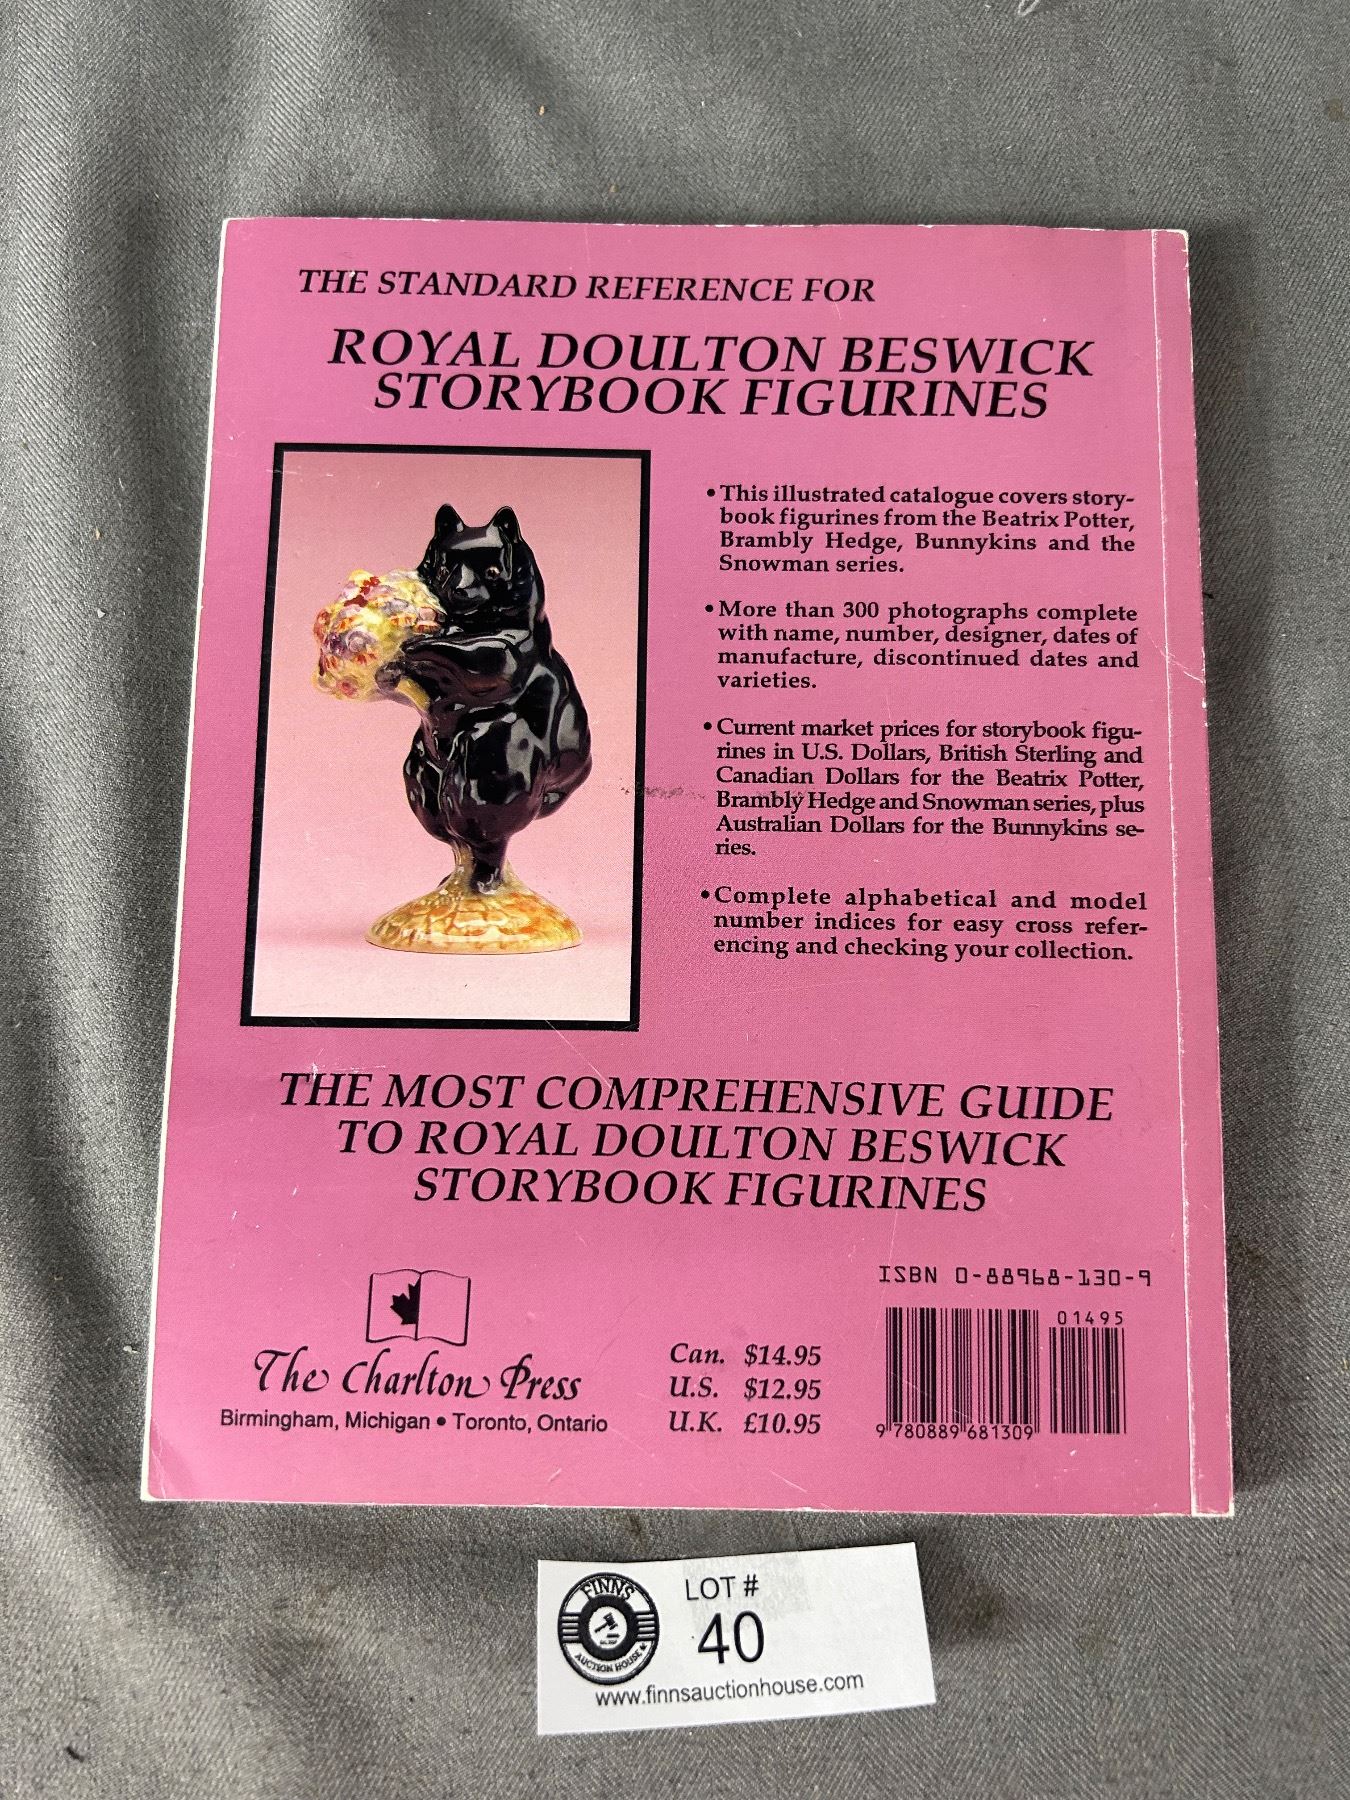 THE STANDARD REFERENCE FOR
ROYAL DOULTON BESWICK
STORYBOOK FIGURINES
•This illustrated catalogue covers story-
book figurines from the Beatrix Potter,
Brambly Hedge, Bunnykins and the
Snowman series.
•More than 300 photographs complete
with name, number, designer, dates of
manufacture, discontinued dates and
varieties.
•Current market prices for storybook figu-
rines in U.S. Dollars, British Sterling and
Canadian Dollars for the Beatrix Potter,
Brambly Hedge and Snowman series, plus
Australian Dollars for the Bunnykins se-
ries.
•Complete alphabetical and model
number indices for easy cross refer-
encing and checking your collection.
THE MOST COMPREHENSIVE GUIDE
TO ROYAL DOULTON BESWICK
STORYBOOK FIGURINES
The Charlton Press
Birmingham, Michigan • Toronto, Ontario
Can. $14.95
U.S. $12.95
U.K. £10.95
ISBN 0-88968-130-9
01495
9 780889 681309
FINNS
AUCTION HOUSE
LOT #
40
www.finnsauctionhouse.com